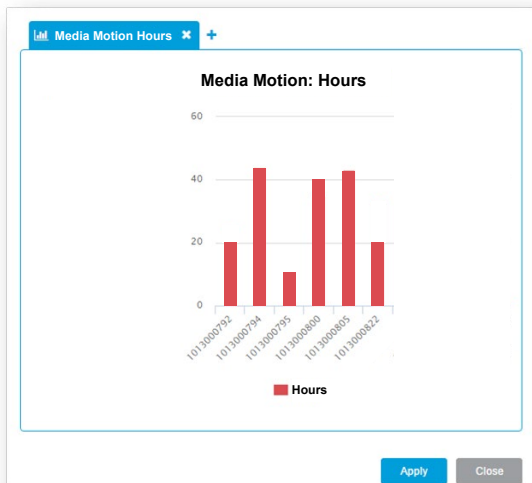 Media Motion Hours ✖ +
Media Motion: Hours
60
40
20
0
1013000792 1013000794 1013000795 1013000800 1013000805 1013000822
Hours
Apply Close